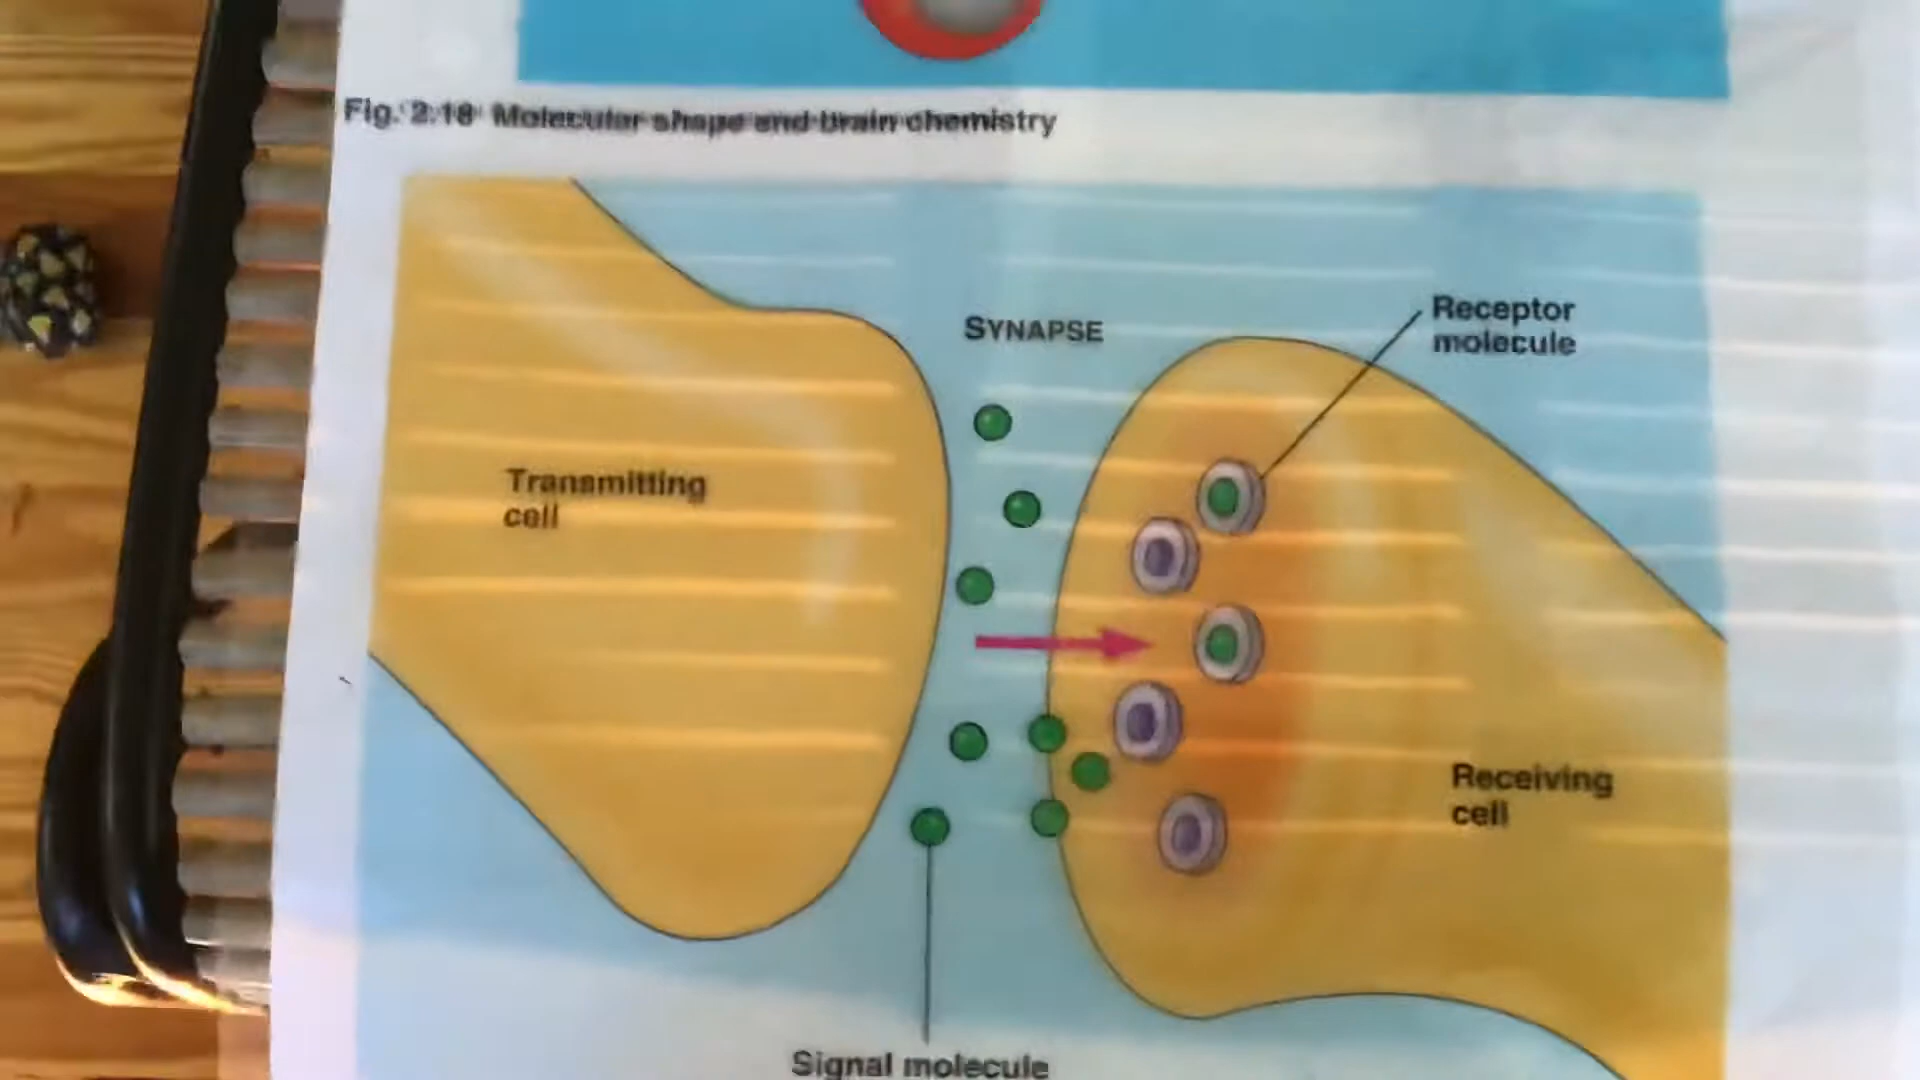 Fig. 2.18 Molecular shape and brain chemistry
SYNAPSE
Receptor
molecule
Transmitting
cell
Receiving
cell
Signal molecule